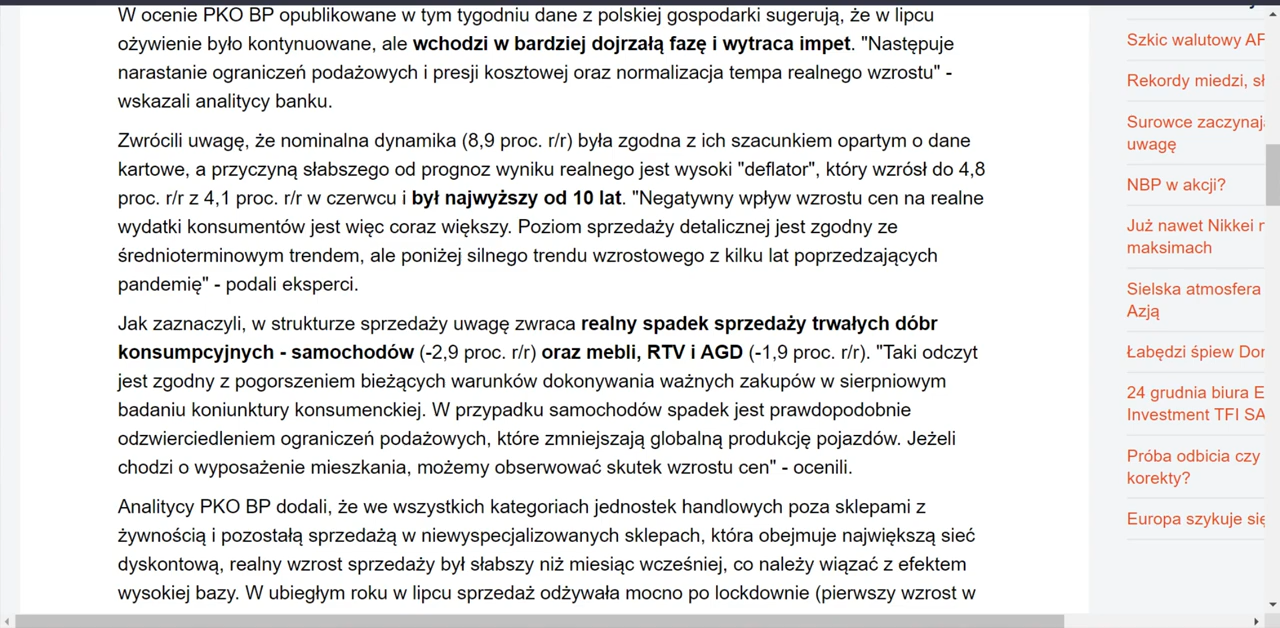 W ocenie PKO BP opublikowane w tym tygodniu dane z polskiej gospodarki sugerują, że w lipcu
ożywienie było kontynuowane, ale wchodzi w bardziej dojrzałą fazę i wytraca impet. "Następuje
narastanie ograniczeń podażowych i presji kosztowej oraz normalizacja tempa realnego wzrostu" -
wskazali analitycy banku.
Zwrócili uwagę, że nominalna dynamika (8,9 proc. r/r) była zgodna z ich szacunkiem opartym o dane
kartowe, a przyczyną słabszego od prognoz wyniku realnego jest wysoki "deflator", który wzrósł do 4,8
proc. r/r z 4,1 proc. r/r w czerwcu i był najwyższy od 10 lat. "Negatywny wpływ wzrostu cen na realne
wydatki konsumentów jest więc coraz większy. Poziom sprzedaży detalicznej jest zgodny ze
średnioterminowym trendem, ale poniżej silnego trendu wzrostowego z kilku lat poprzedzających
pandemię" - podali eksperci.
Jak zaznaczyli, w strukturze sprzedaży uwagę zwraca realny spadek sprzedaży trwałych dóbr
konsumpcyjnych - samochodów (-2,9 proc. r/r) oraz mebli, RTV i AGD (-1,9 proc. r/r). "Taki odczyt
jest zgodny z pogorszeniem bieżących warunków dokonywania ważnych zakupów w sierpniowym
badaniu koniunktury konsumenckiej. W przypadku samochodów spadek jest prawdopodobnie
odzwierciedleniem ograniczeń podażowych, które zmniejszają globalną produkcję pojazdów. Jeżeli
chodzi o wyposażenie mieszkania, możemy obserwować skutek wzrostu cen" - ocenili.
Analitycy PKO BP dodali, że we wszystkich kategoriach jednostek handlowych poza sklepami z
żywnością i pozostałą sprzedażą w niewyspecjalizowanych sklepach, która obejmuje największą sieć
dyskontową, realny wzrost sprzedaży był słabszy niż miesiąc wcześniej, co należy wiązać z efektem
wysokiej bazy. W ubiegłym roku w lipcu sprzedaż odżywała mocno po lockdownie (pierwszy wzrost w
Szkic walutowy
Rekordy miedzi,
Surowce
uwagę
NBP w akcji?
Już nawet Nikkei
maksimach
Sielska atmosfera
Azją
Łabędzi śpiew
24 grudnia biura
Investment TFI
Próba odbicia czy
korekty?
Europa szykuje